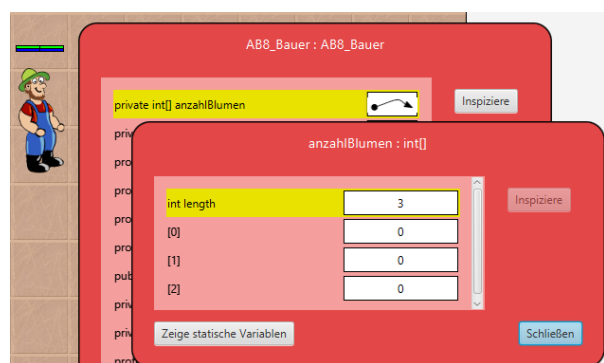 AB8_Bauer : AB8_Bauer
private int[] anzahlBlumen
Inspiziere
anzahlBlumen : int[]
int length 3
Inspiziere
[0] 0
[1] 0
[2] 0
Zeige statische Variablen
Schließen